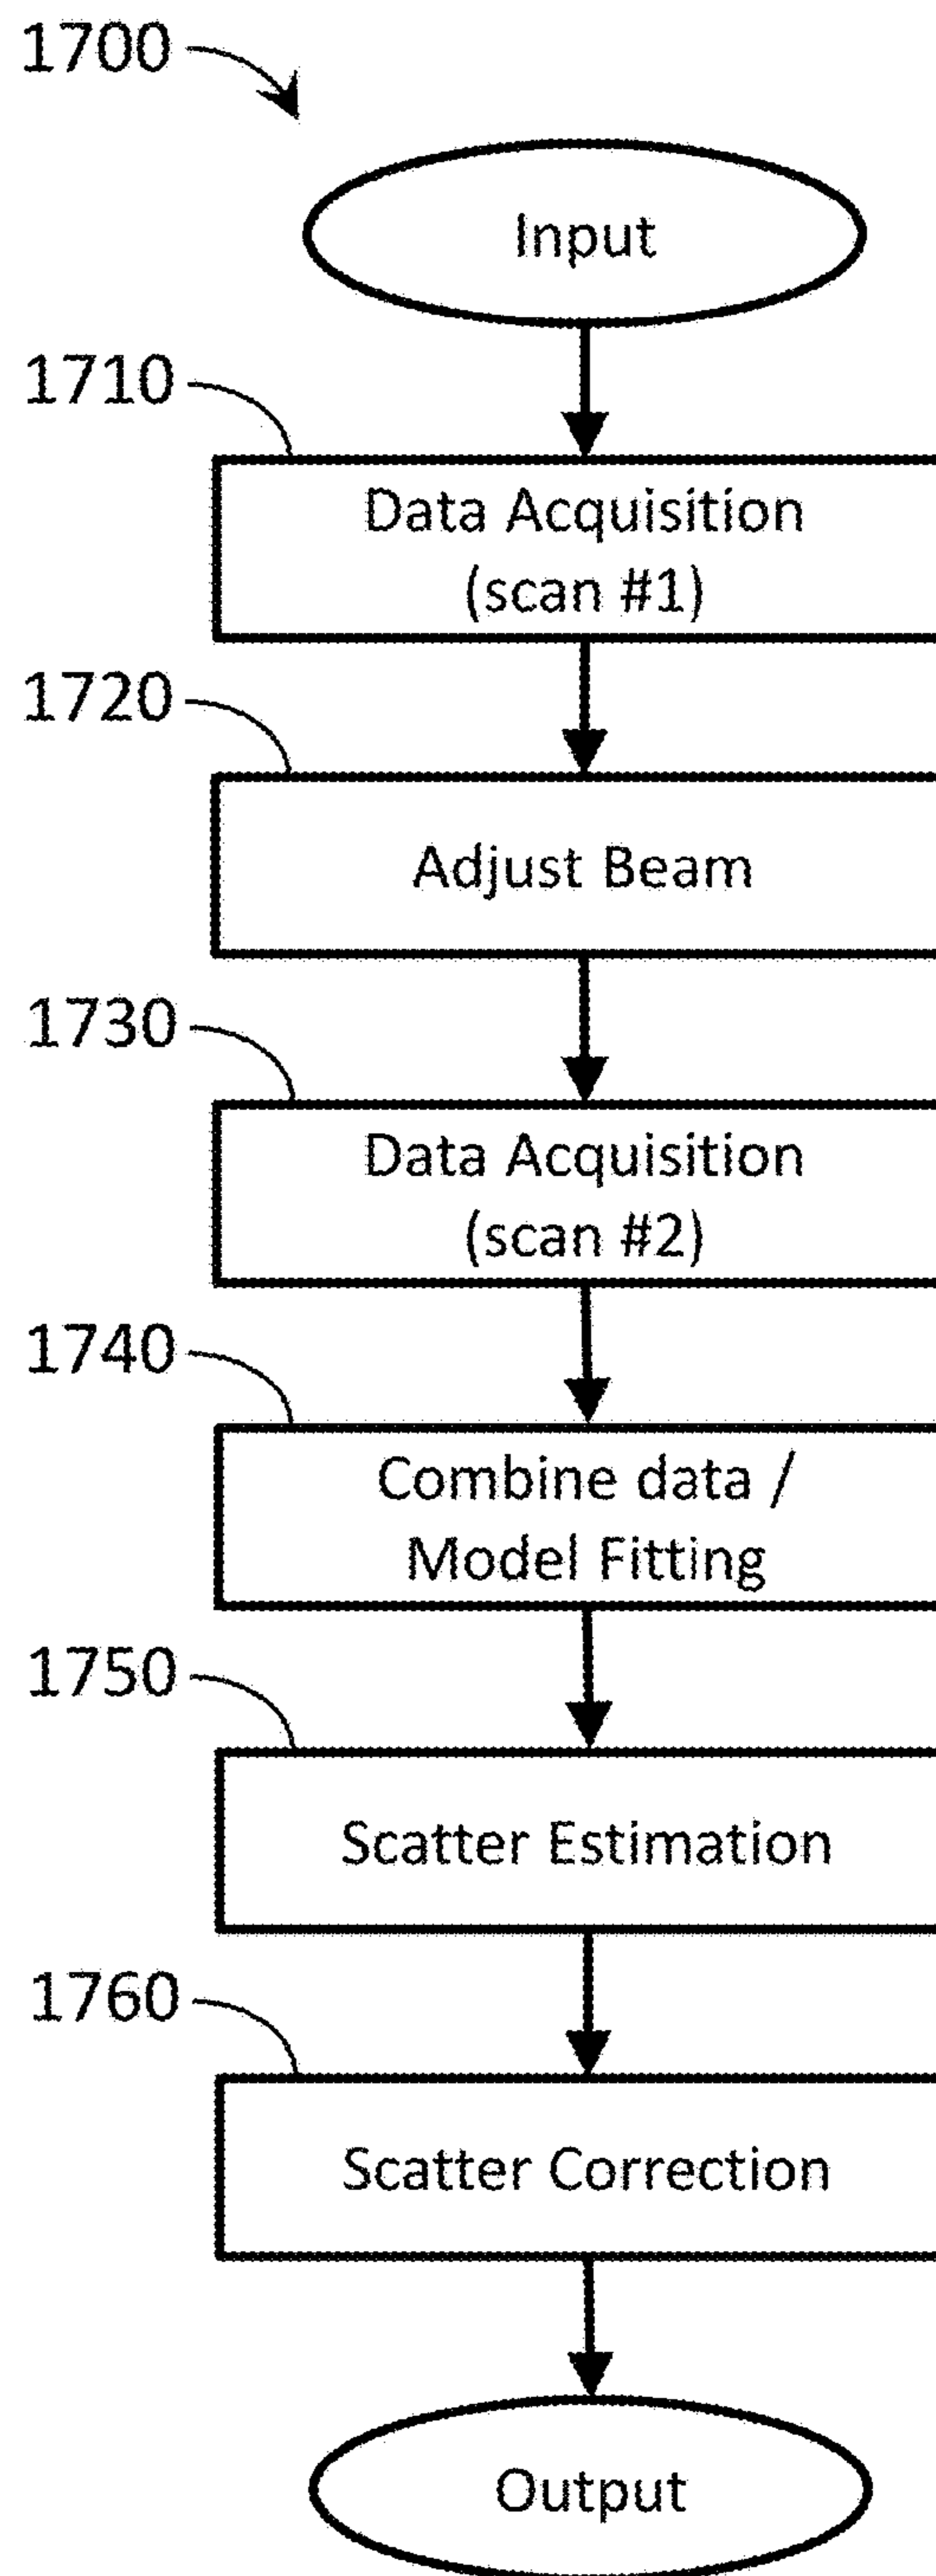 1700
Input
1710
Data Acquisition
(scan #1)
1720
Adjust Beam
1730
Data Acquisition
(scan #2)
1740
Combine data /
Model Fitting
1750
Scatter Estimation
1760
Scatter Correction
Output